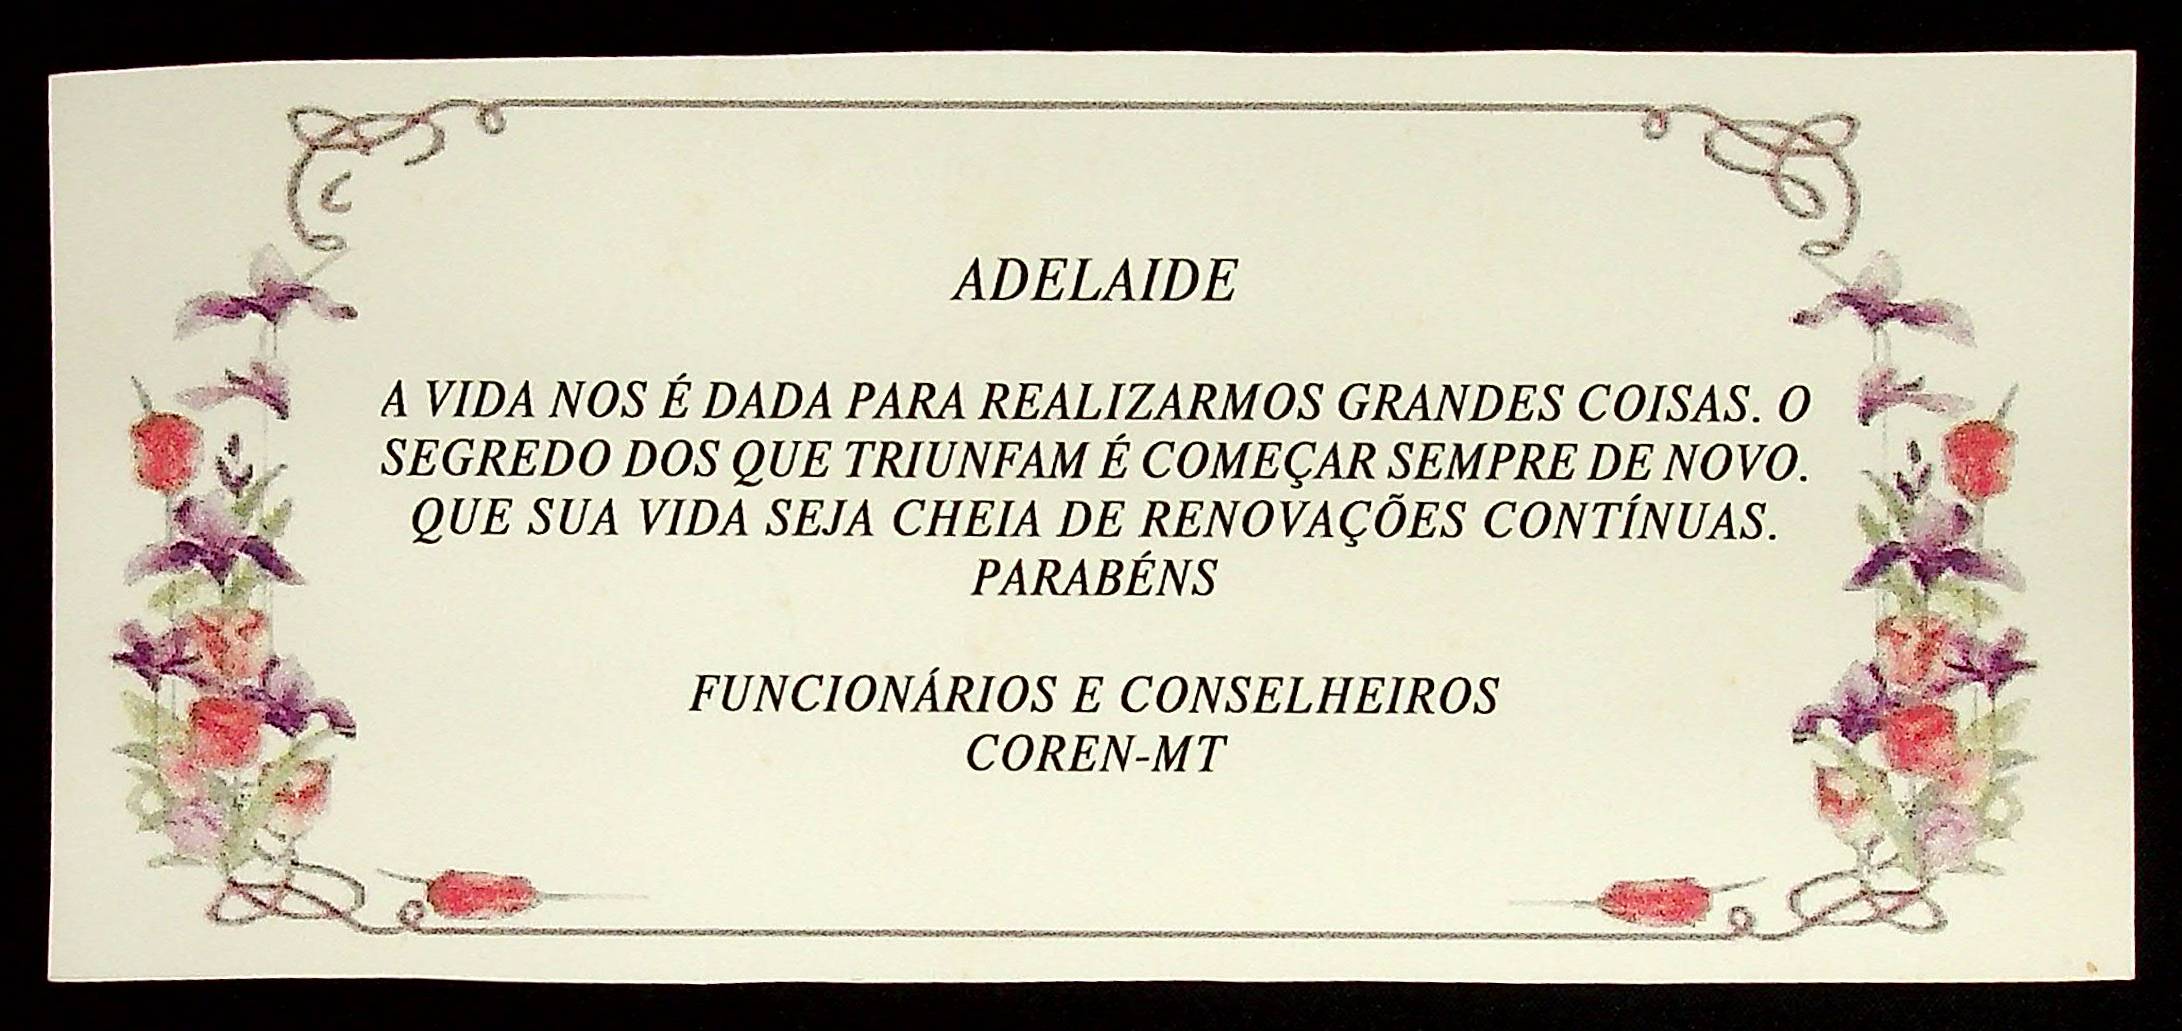 ADELAIDE
A VIDA NOS É DADA PARA REALIZARMOS GRANDES COISAS. O
SEGREDO DOS QUE TRIUNFAM É COMEÇAR SEMPRE DE NOVO.
QUE SUA VIDA SEJA CHEIA DE RENOVAÇÕES CONTÍNUAS.
PARABÉNS
FUNCIONÁRIOS E CONSELHEIROS
COREN-MT